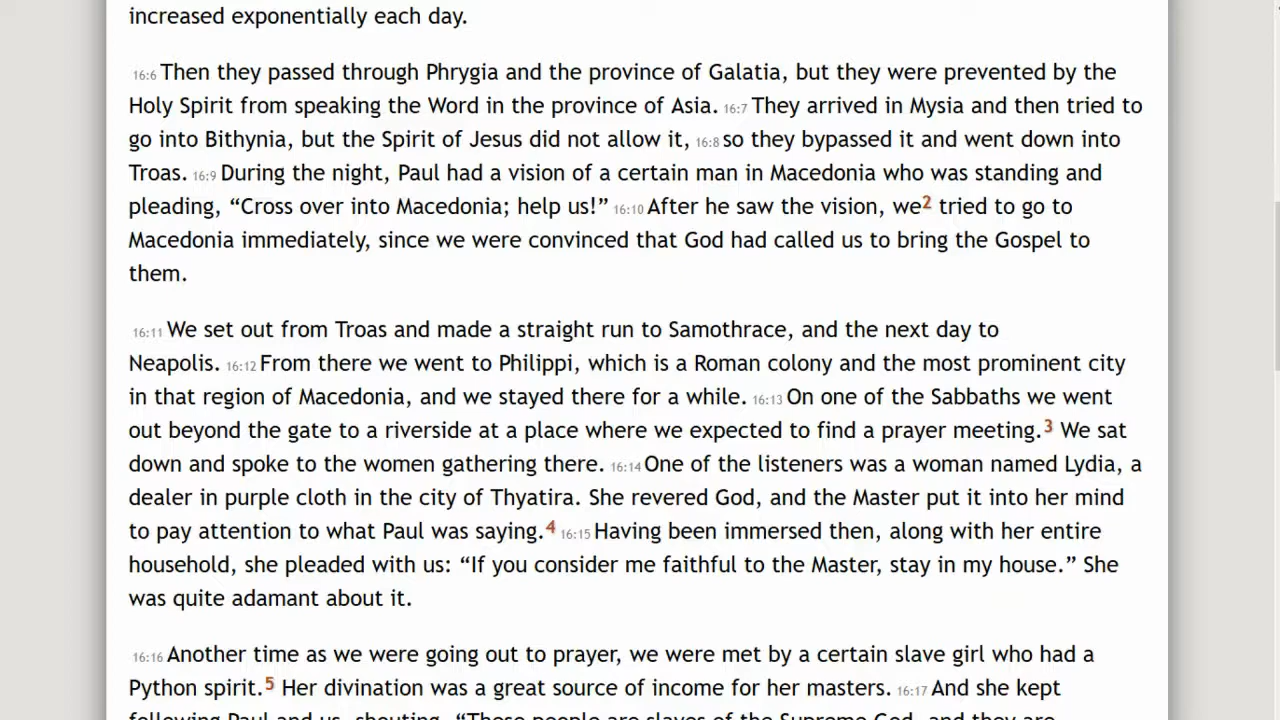 increased exponentially each day.
16:6 Then they passed through Phrygia and the province of Galatia, but they were prevented by the
Holy Spirit from speaking the Word in the province of Asia. 16:7 They arrived in Mysia and then tried to
go into Bithynia, but the Spirit of Jesus did not allow it, 16:8 so they bypassed it and went down into
Troas. 16:9 During the night, Paul had a vision of a certain man in Macedonia who was standing and
pleading, “Cross over into Macedonia; help us!” 16:10 After he saw the vision, we2 tried to go to
Macedonia immediately, since we were convinced that God had called us to bring the Gospel to
them.
16:11 We set out from Troas and made a straight run to Samothrace, and the next day to
Neapolis. 16:12 From there we went to Philippi, which is a Roman colony and the most prominent city
in that region of Macedonia, and we stayed there for a while. 16:13 On one of the Sabbaths we went
out beyond the gate to a riverside at a place where we expected to find a prayer meeting.3 We sat
down and spoke to the women gathering there. 16:14 One of the listeners was a woman named Lydia, a
dealer in purple cloth in the city of Thyatira. She revered God, and the Master put it into her mind
to pay attention to what Paul was saying.4 16:15 Having been immersed then, along with her entire
household, she pleaded with us: “If you consider me faithful to the Master, stay in my house.” She
was quite adamant about it.
16:16 Another time as we were going out to prayer, we were met by a certain slave girl who had a
Python spirit.5 Her divination was a great source of income for her masters. 16:17 And she kept
following Paul and us, shouting, “These people are slaves of the Supreme God, and they are